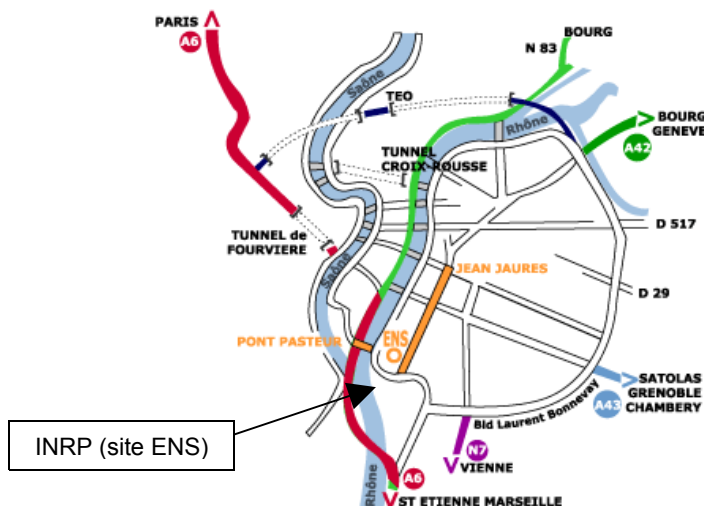 PARIS
A6
BOURG
N 83
Saône
TEO
Rhône
BOURG
GENEVE
A42
TUNNEL
CROIX-ROUSSE
D 517
TUNNEL de
FOURVIERE
JEAN JAURES
Saône
D 29
PONT PASTEUR
ENS
SATOLAS
GRENOBLE
CHAMBERY
A43
Bld Laurent Bonnevay
INRP (site ENS)
N7
VIENNE
A6
Rhône
ST ETIENNE MARSEILLE